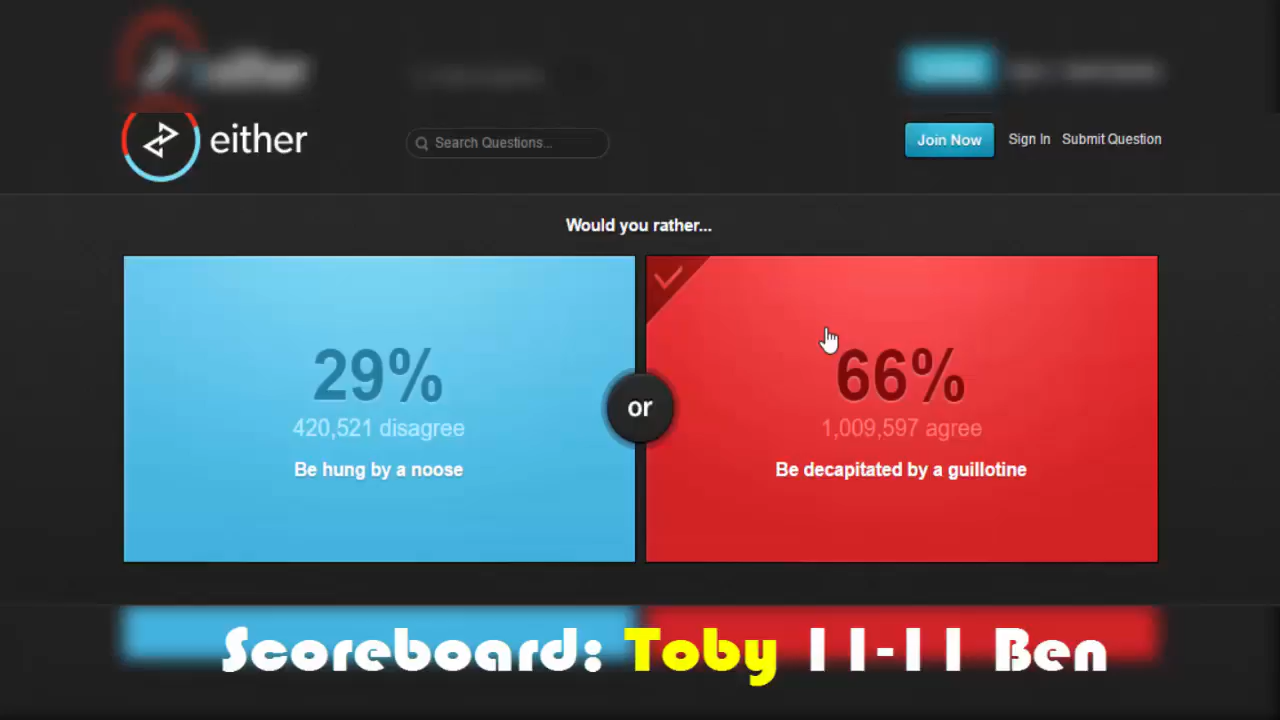 either
Search Questions...
Join Now
Sign In
Submit Question
Would you rather...
29%
420,521 disagree
Be hung by a noose
or
66%
1,009,597 agree
Be decapitated by a guillotine
Scoreboard: Toby 11-11 Ben